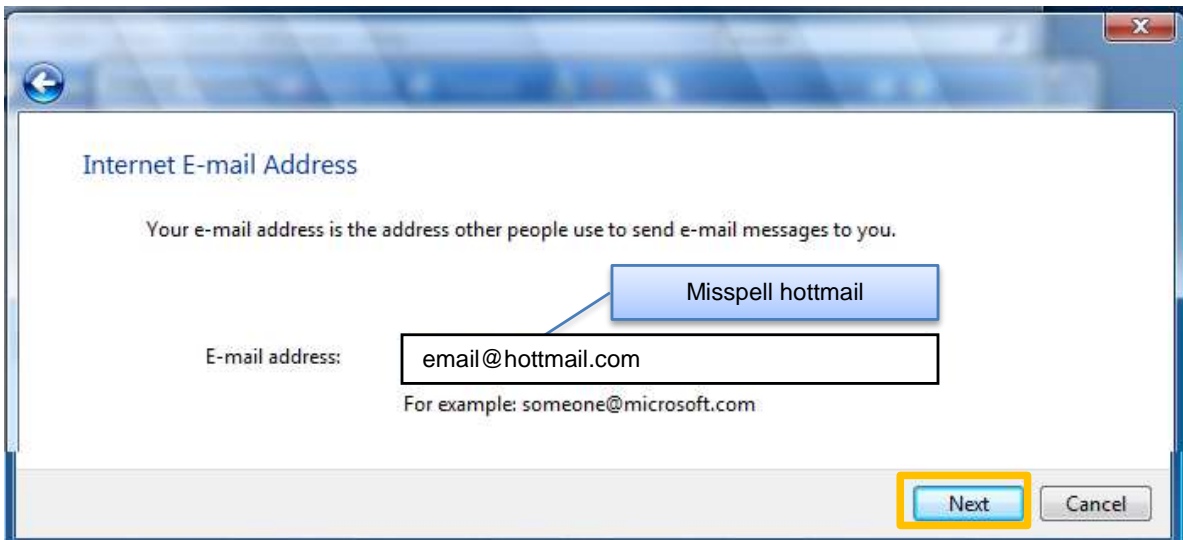 Internet E-mail Address
Your e-mail address is the address other people use to send e-mail messages to you.
Misspell hottmail
E-mail address:
email@hottmail.com
For example: someone@microsoft.com
Next
Cancel